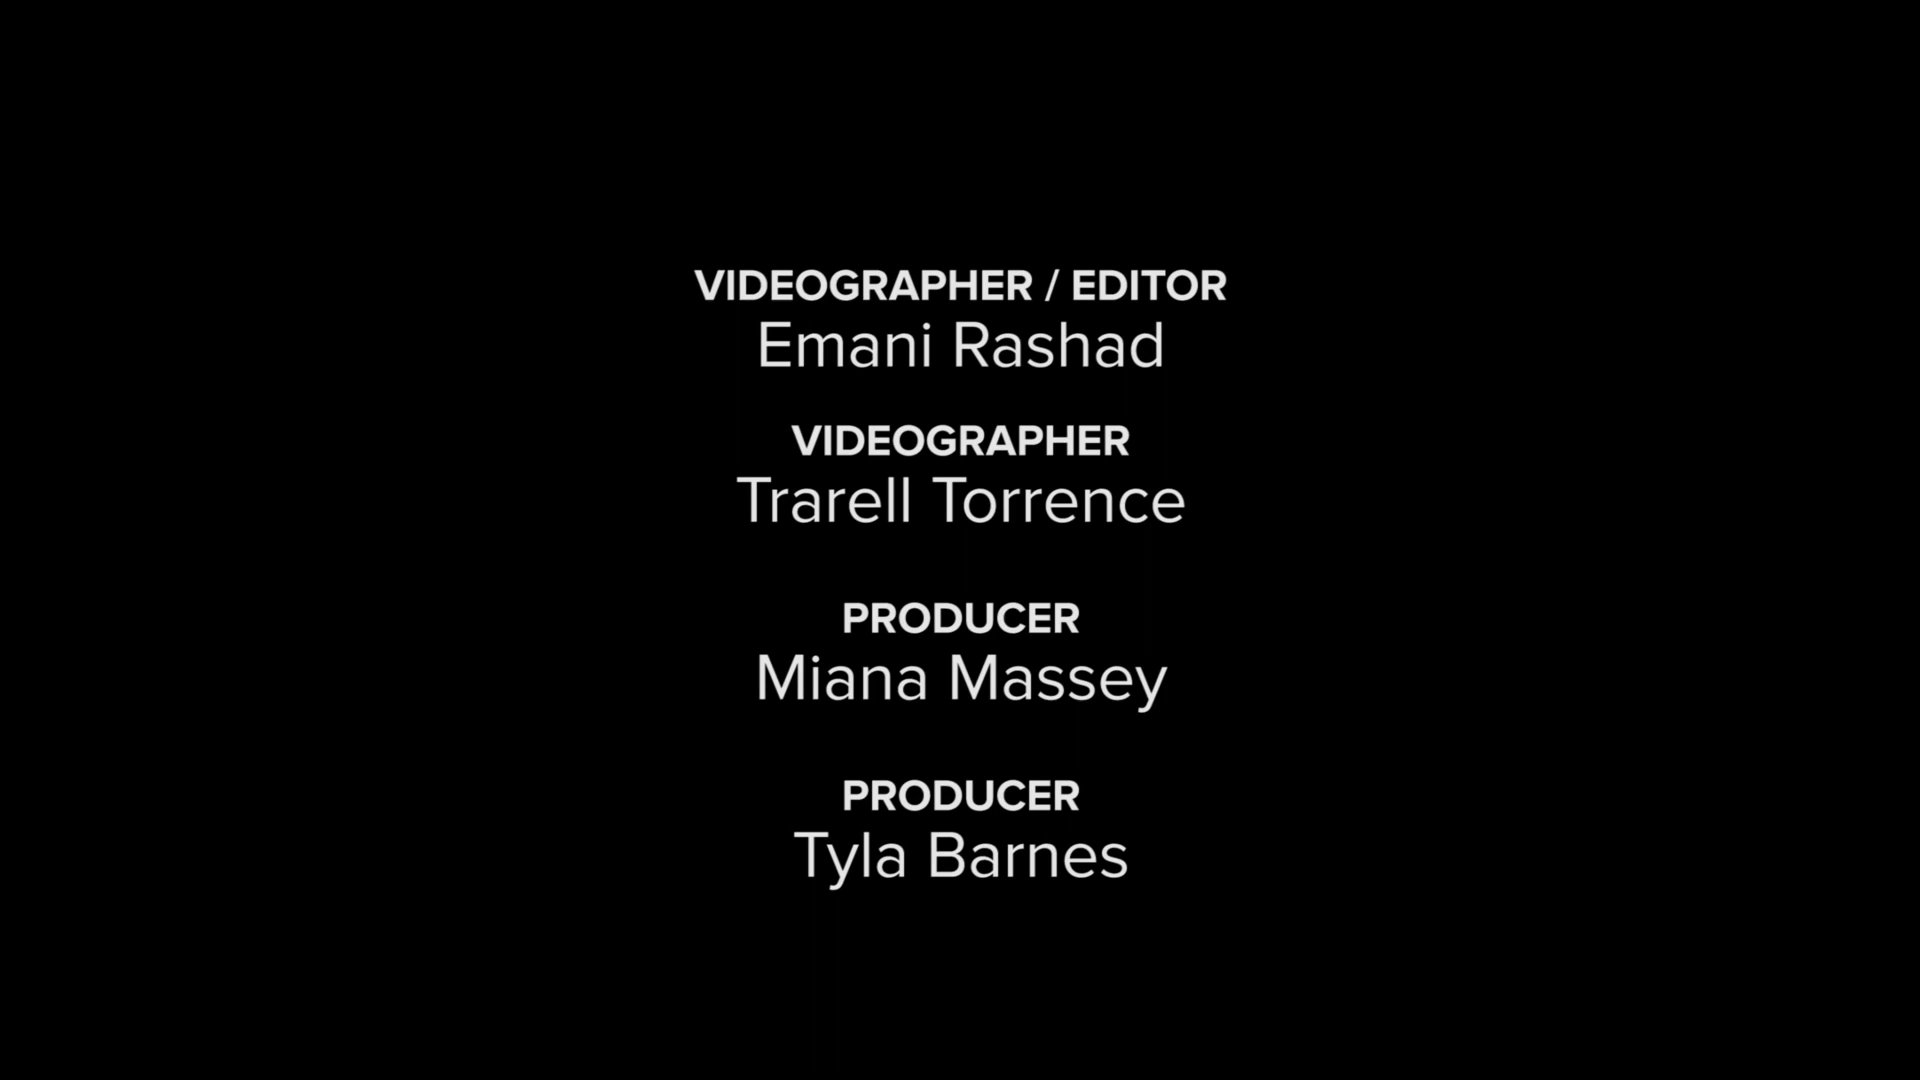 VIDEOGRAPHER / EDITOR
Emani Rashad
VIDEOGRAPHER
Trarell Torrence
PRODUCER
Miana Massey
PRODUCER
Tyla Barnes